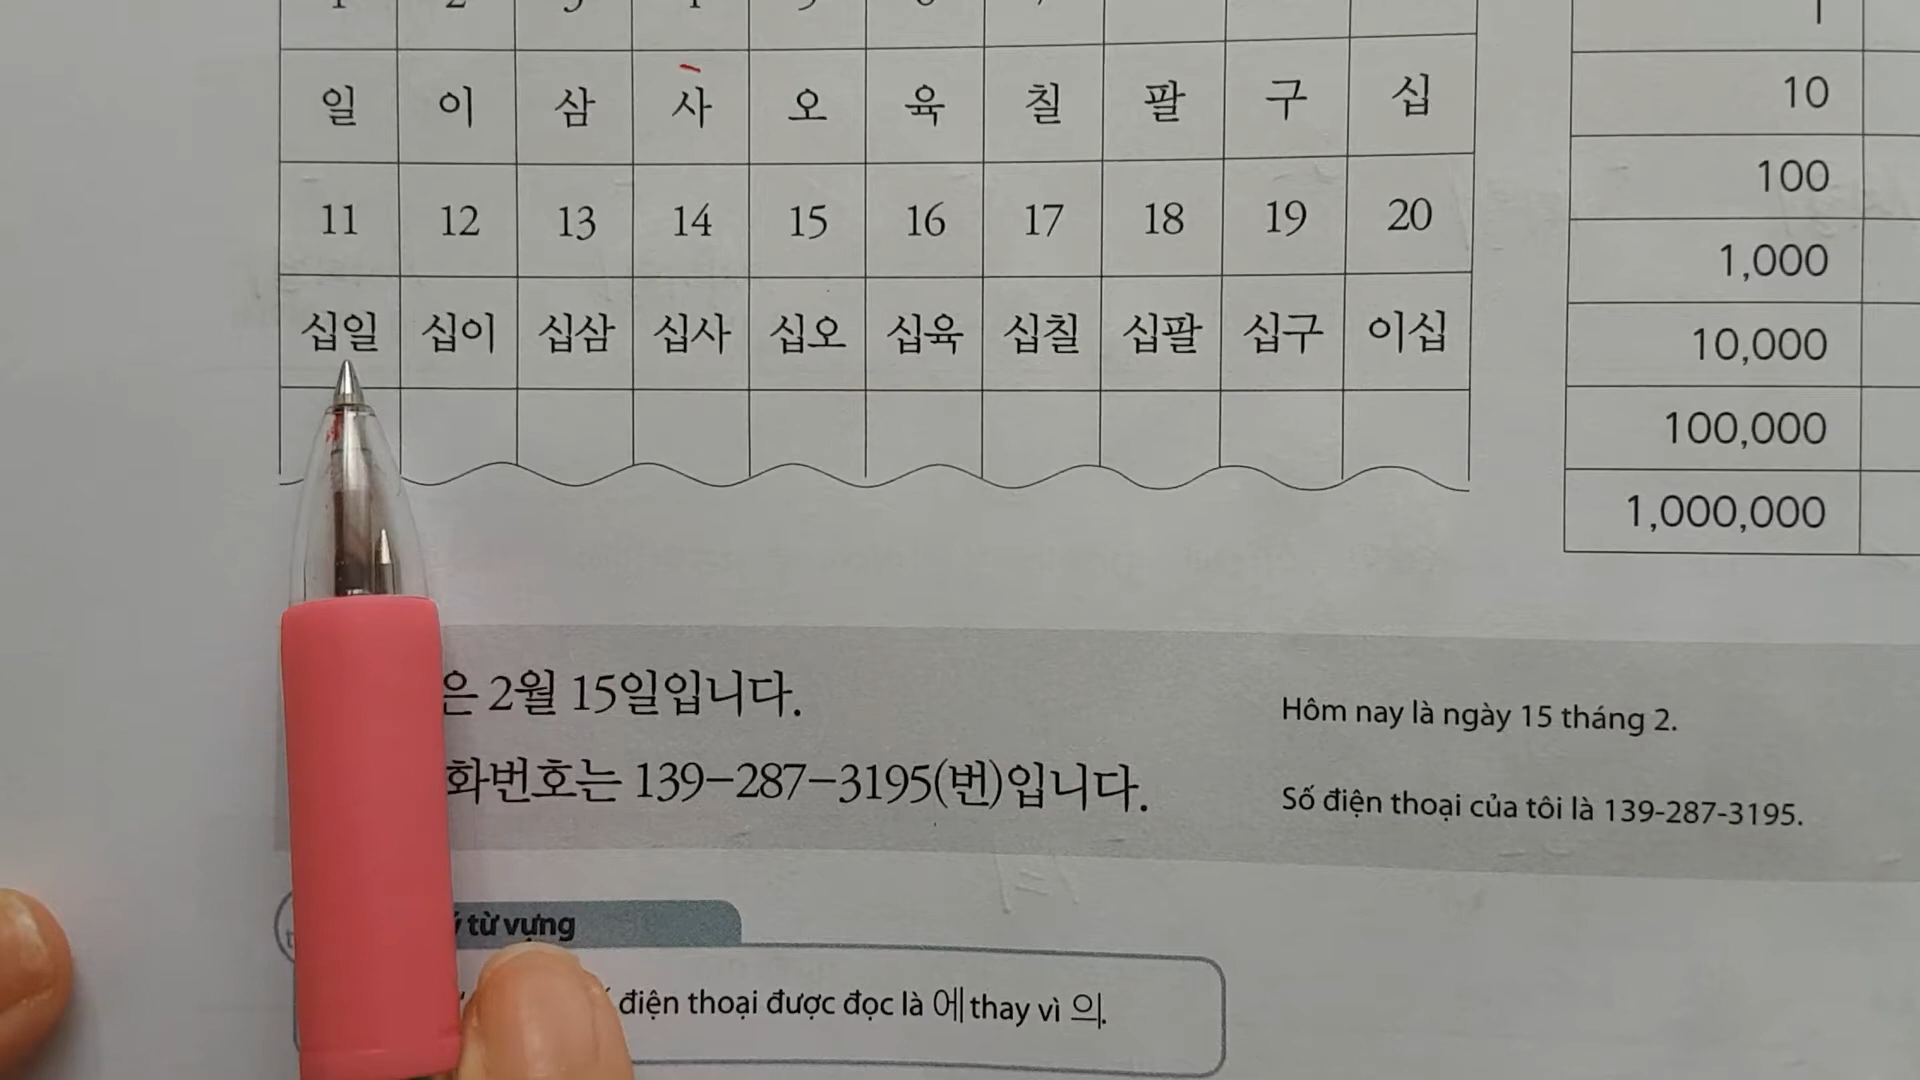 일 이 삼 사 오 육 칠 팔 구 십
11 12 13 14 15 16 17 18 19 20
십일 십이 십삼 십사 십오 십육 십칠 십팔 십구 이십
10
100
1,000
10,000
100,000
1,000,000
은 2월 15일입니다.
Hôm nay là ngày 15 tháng 2.
화번호는 139-287-3195(번)입니다.
Số điện thoại của tôi là 139-287-3195.
từ vựng
điện thoại được đọc là 에 thay vì 의.